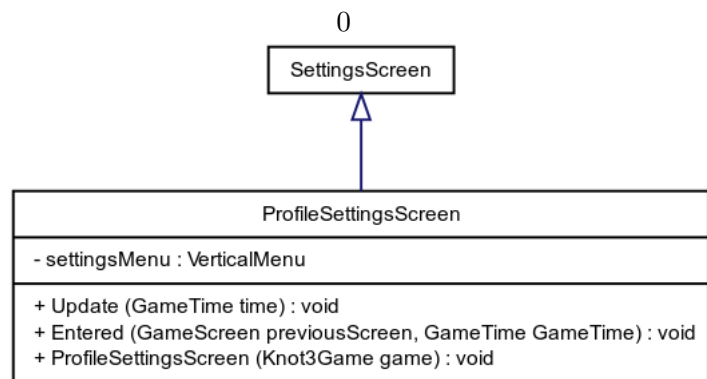 0
SettingsScreen
ProfileSettingsScreen
- settingsMenu : VerticalMenu
+ Update (GameTime time) : void
+ Entered (GameScreen previousScreen, GameTime GameTime) : void
+ ProfileSettingsScreen (Knot3Game game) : void